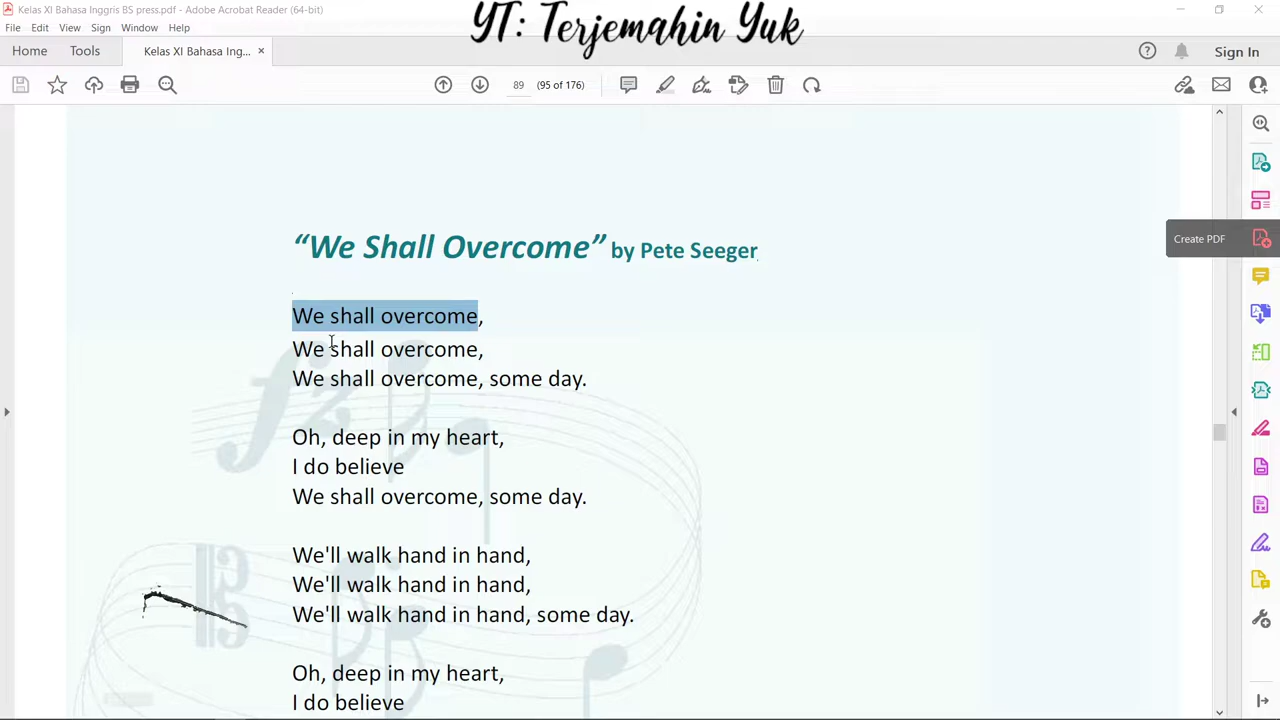 Kelas XI Bahasa Inggris BS press.pdf - Adobe Acrobat Reader (64-bit)
YT: Terjemahin Yuk
File Edit View Sign Window Help
Home Tools Kelas XI Bahasa Ing... × Sign In
89 (95 of 176)
Create PDF
“We Shall Overcome” by Pete Seeger
We shall overcome,
We shall overcome,
We shall overcome, some day.
Oh, deep in my heart,
I do believe
We shall overcome, some day.
We'll walk hand in hand,
We'll walk hand in hand,
We'll walk hand in hand, some day.
Oh, deep in my heart,
I do believe